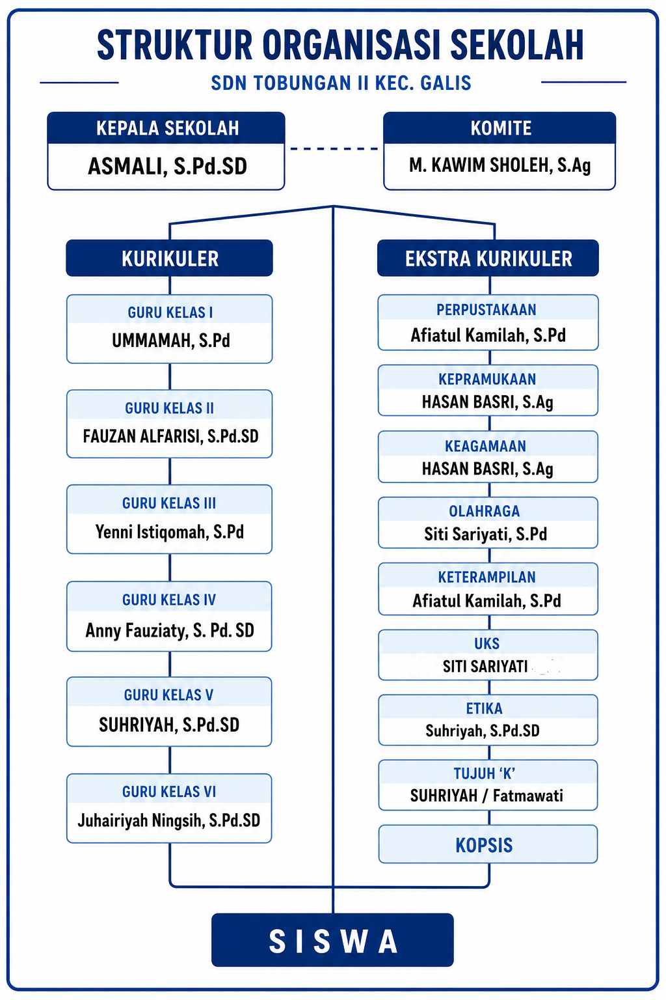 STRUKTUR ORGANISASI SEKOLAH
SDN TOBUNGAN II KEC. GALIS
KEPALA SEKOLAH
ASMALI, S.Pd.SD
KOMITE
M. KAWIM SHOLEH, S.Ag
KURIKULER
GURU KELAS I
UMMAMAH, S.Pd
GURU KELAS II
FAUZAN ALFARISI, S.Pd.SD
GURU KELAS III
Yenni Istiqomah, S.Pd
GURU KELAS IV
Anny Fauziaty, S. Pd. SD
GURU KELAS V
SUHRIYAH, S.Pd.SD
GURU KELAS VI
Juhairiyah Ningsih, S.Pd.SD
EKSTRA KURIKULER
PERPUSTAKAAN
Afiatul Kamilah, S.Pd
KEPRAMUKAAN
HASAN BASRI, S.Ag
KEAGAMAAN
HASAN BASRI, S.Ag
OLAHRAGA
Siti Sariyati, S.Pd
KETERAMPILAN
Afiatul Kamilah, S.Pd
UKS
SITI SARIYATI
ETIKA
Suhriyah, S.Pd.SD
TUJUH ‘K’
SUHRIYAH / Fatmawati
KOPSIS
SISWA